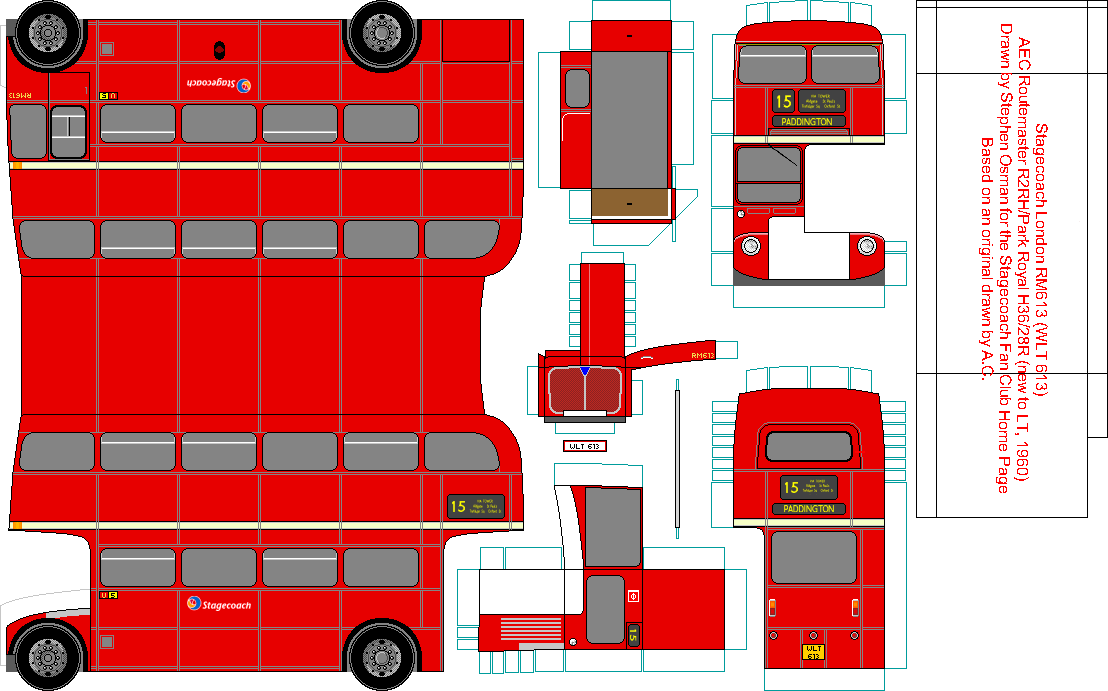 RM613
Stagecoach
U S
15
PADDINGTON
Stagecoach London RM613 (WLT 613)
AEC Routemaster R2RH/Park Royal H36/28R (new to LT, 1960)
Drawn by Stephen Osman for the Stagecoach Fan Club Home Page
Based on an original drawn by A.C.
RM613
WLT 613
15
15
PADDINGTON
U S
Stagecoach
15
WLT
613